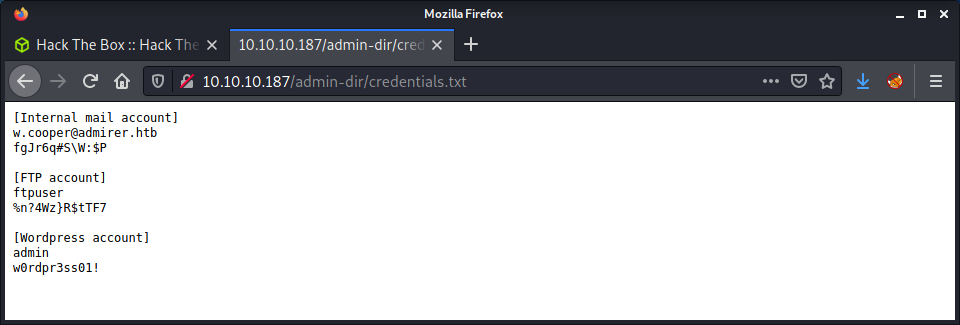 Mozilla Firefox
Hack The Box :: Hack The
10.10.10.187/admin-dir/cred
10.10.10.187/admin-dir/credentials.txt
[Internal mail account]
w.cooper@admirer.htb
fgJr6q#S\W:$P
[FTP account]
ftpuser
%n?4Wz}R$tTF7
[Wordpress account]
admin
w0rdpr3ss01!